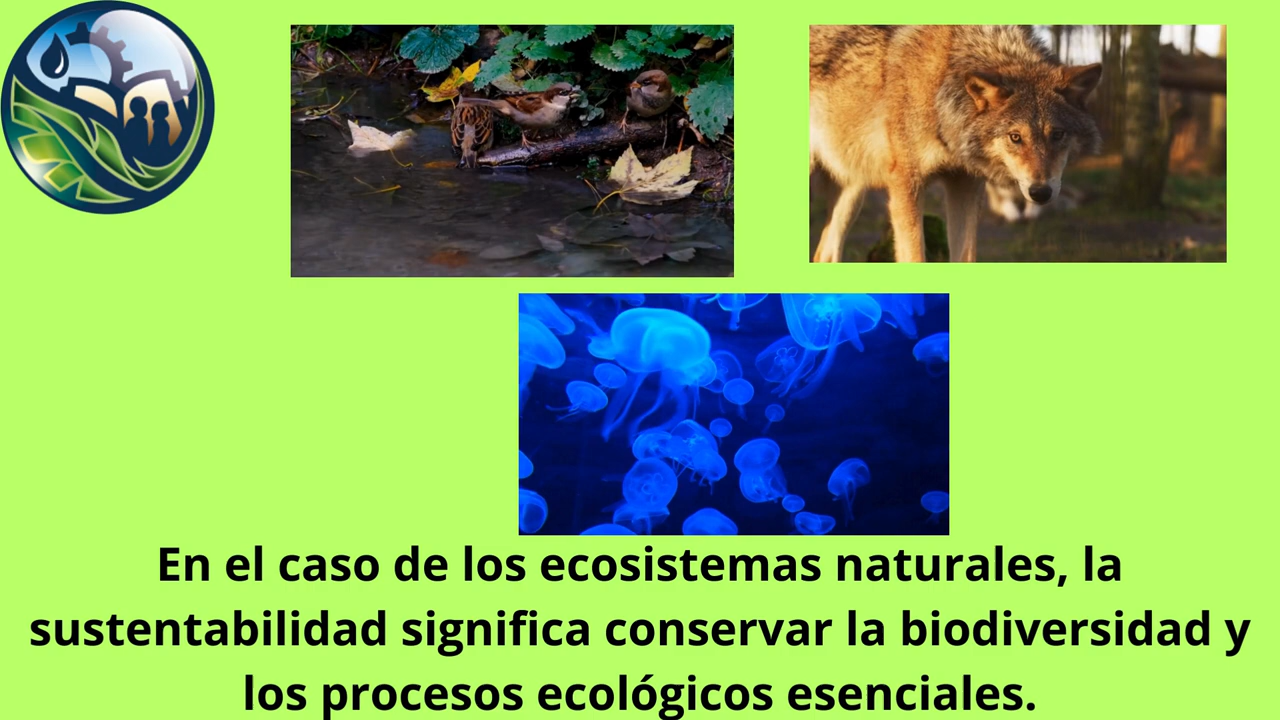 En el caso de los ecosistemas naturales, la
sustentabilidad significa conservar la biodiversidad y
los procesos ecológicos esenciales.